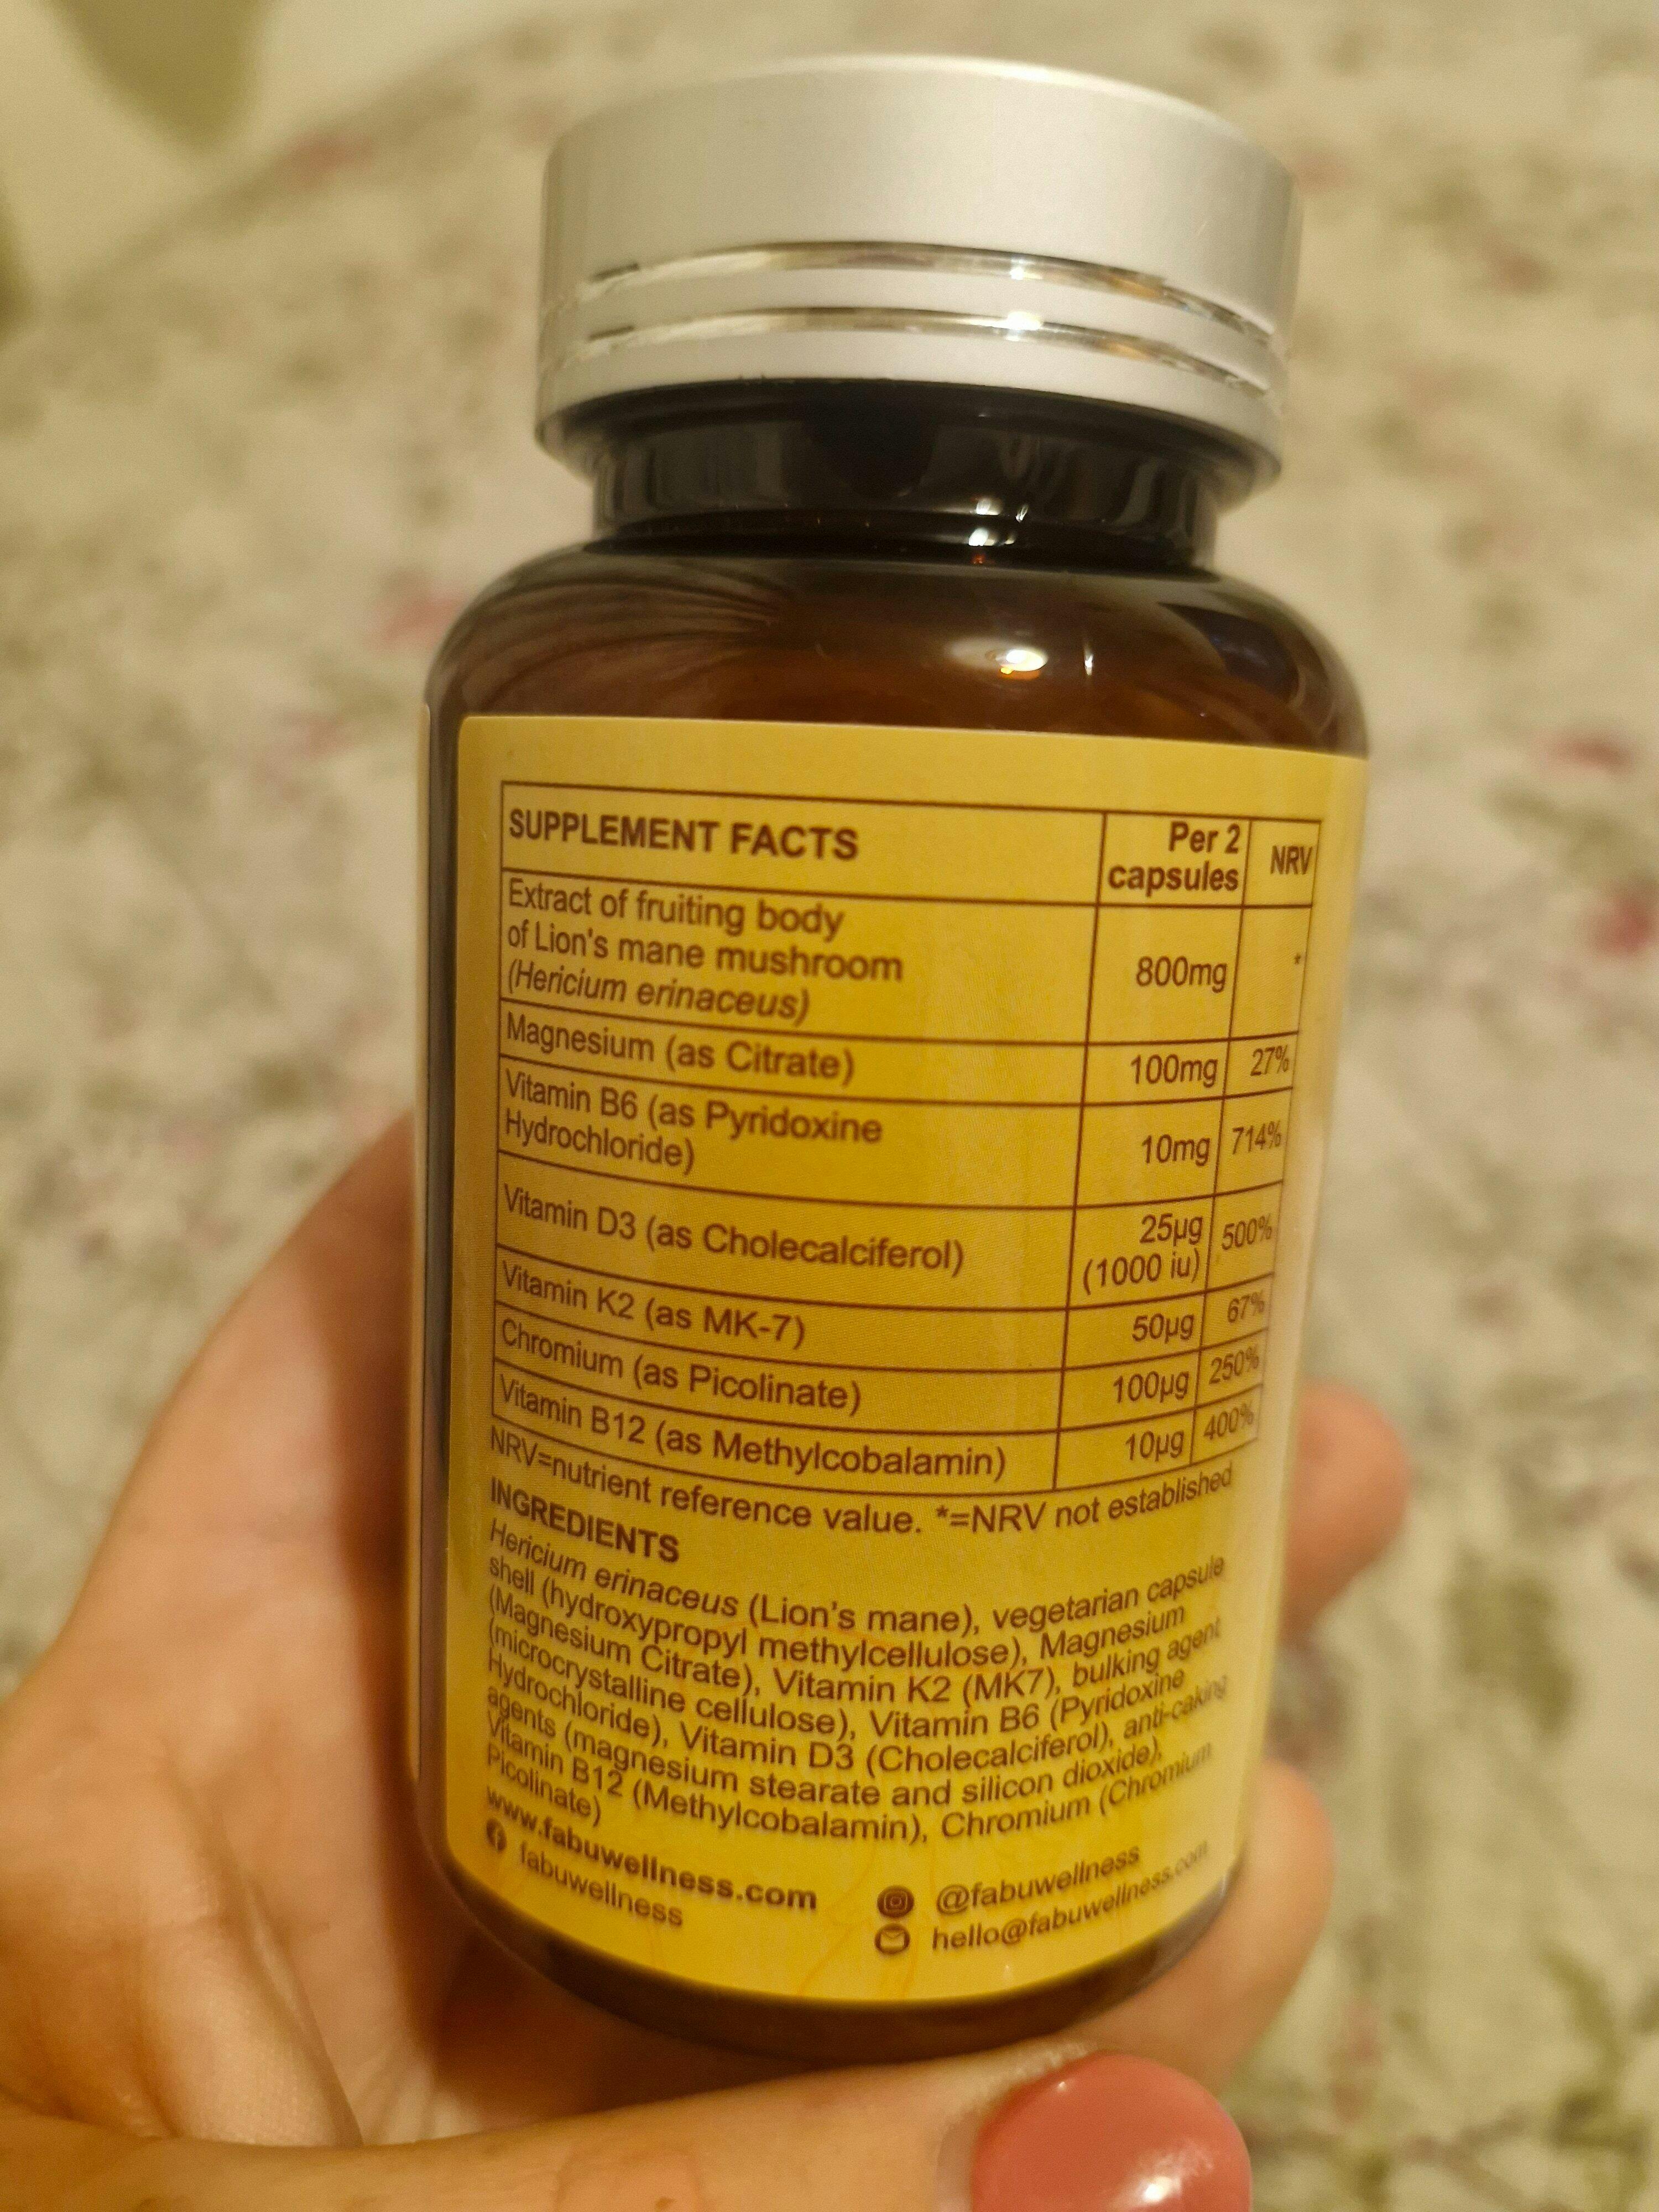 SUPPLEMENT FACTS
Per 2
capsules
NRV
Extract of fruiting body
of Lion's mane mushroom
(Hericium erinaceus)
800mg
*
Magnesium (as Citrate)
100mg
27%
Vitamin B6 (as Pyridoxine
Hydrochloride)
10mg
714%
Vitamin D3 (as Cholecalciferol)
25µg
(1000 iu)
500%
Vitamin K2 (as MK-7)
50µg
67%
Chromium (as Picolinate)
100µg
250%
Vitamin B12 (as Methylcobalamin)
10µg
400%
NRV=nutrient reference value. *=NRV not established
INGREDIENTS
Hericium erinaceus (Lion's mane), vegetarian capsule
shell (hydroxypropyl methylcellulose), Magnesium
(Magnesium Citrate), Vitamin K2 (MK7), bulking agent
(microcrystalline cellulose), Vitamin B6 (Pyridoxine
Hydrochloride), Vitamin D3 (Cholecalciferol), anti-caking
agents (magnesium stearate and silicon dioxide),
Vitamin B12 (Methylcobalamin), Chromium (Chromium
Picolinate)
www.fabuwellness.com
fabuwellness
@fabuwellness
hello@fabuwellness.com